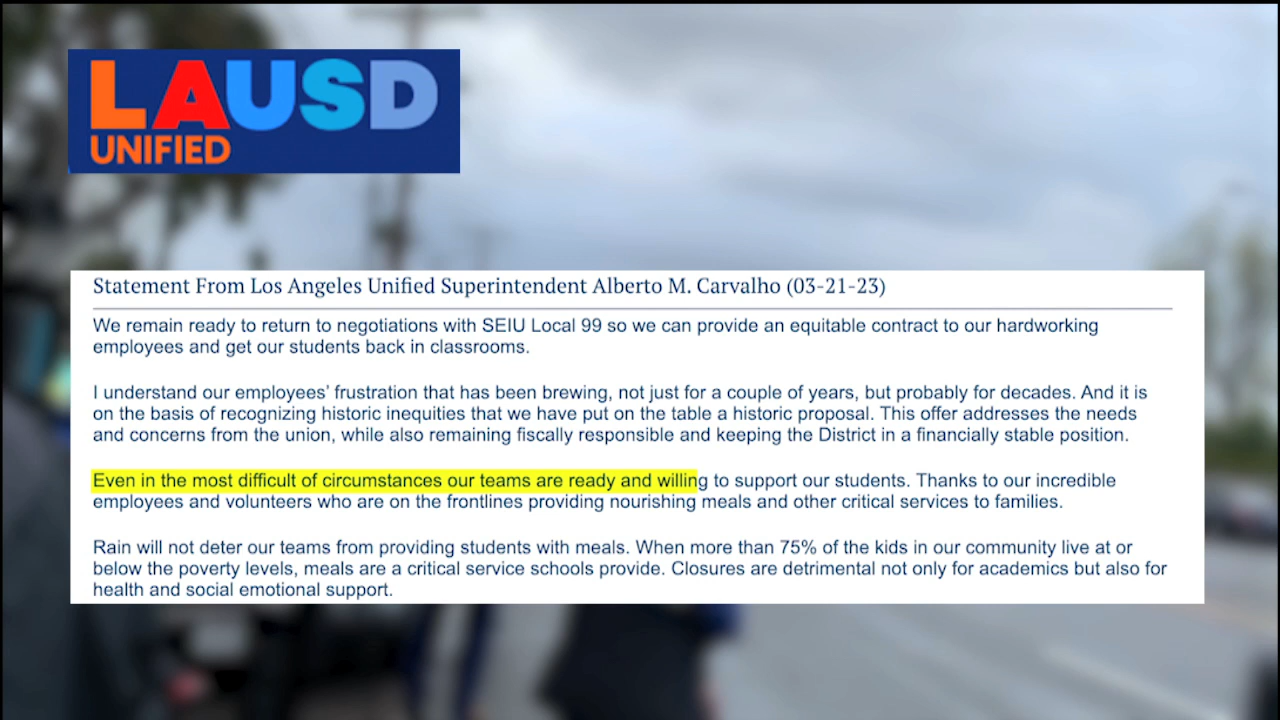 LAUSD
UNIFIED
Statement From Los Angeles Unified Superintendent Alberto M. Carvalho (03-21-23)
We remain ready to return to negotiations with SEIU Local 99 so we can provide an equitable contract to our hardworking
employees and get our students back in classrooms.
I understand our employees’ frustration that has been brewing, not just for a couple of years, but probably for decades. And it is
on the basis of recognizing historic inequities that we have put on the table a historic proposal. This offer addresses the needs
and concerns from the union, while also remaining fiscally responsible and keeping the District in a financially stable position.
Even in the most difficult of circumstances our teams are ready and willing to support our students. Thanks to our incredible
employees and volunteers who are on the frontlines providing nourishing meals and other critical services to families.
Rain will not deter our teams from providing students with meals. When more than 75% of the kids in our community live at or
below the poverty levels, meals are a critical service schools provide. Closures are detrimental not only for academics but also for
health and social emotional support.